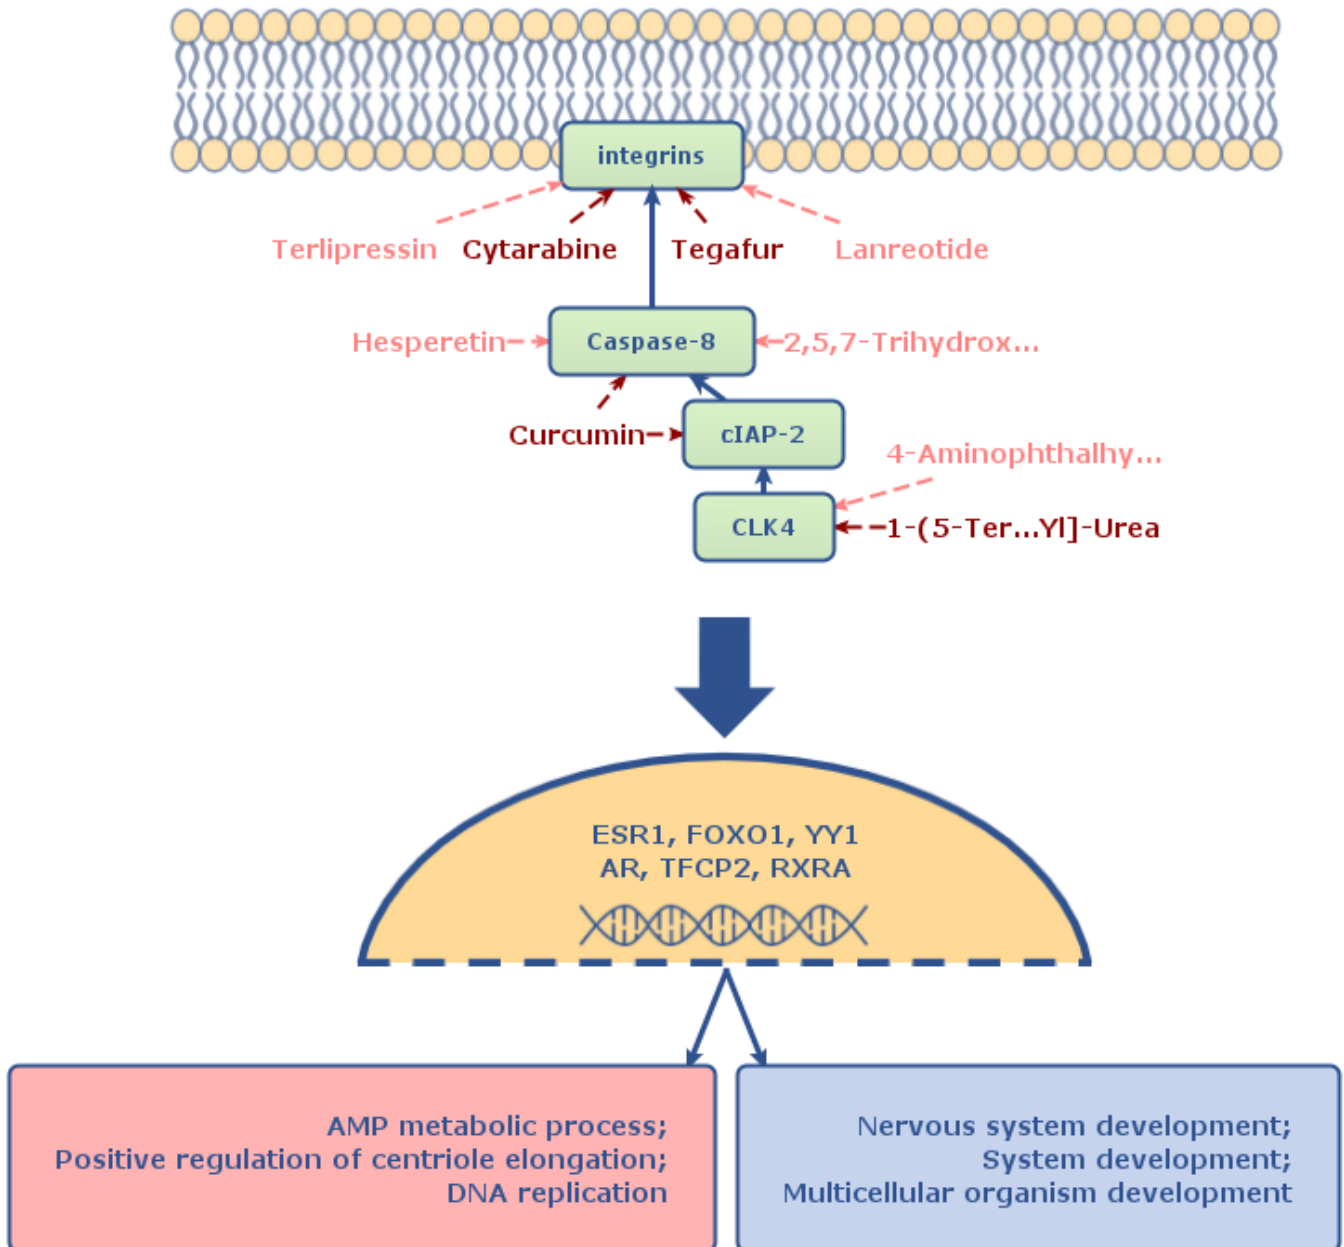 integrins
Terlipressin
Cytarabine
Tegafur
Lanreotide
Hesperetin
Caspase-8
2,5,7-Trihydrox...
Curcumin
cIAP-2
4-Aminophthalhy...
CLK4
1-(5-Ter...Yl]-Urea
ESR1, FOXO1, YY1
AR, TFCP2, RXRA
AMP metabolic process;
Positive regulation of centriole elongation;
DNA replication
Nervous system development;
System development;
Multicellular organism development